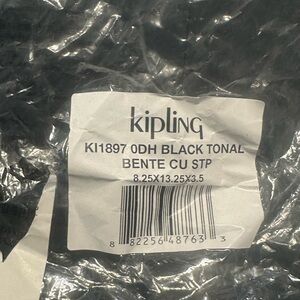 kipling
KI1897 0DH BLACK TONAL
BENTE CU STP
8.25X13.25X3.5
8 82256 48763 3